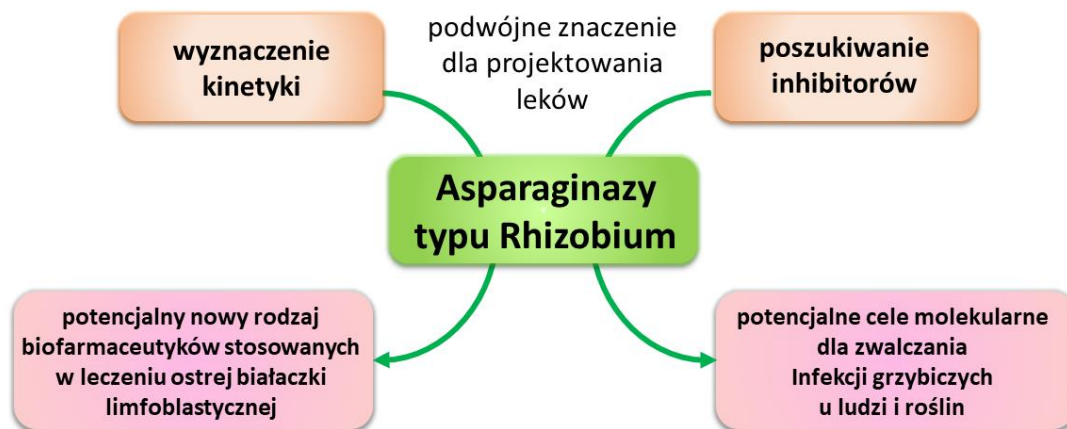 wyznaczenie
kinetyki
podwójne znaczenie
dla projektowania
leków
poszukiwanie
inhibitorów
Asparaginazy
typu Rhizobium
potencjalny nowy rodzaj
biofarmaceutyków stosowanych
w leczeniu ostrej białaczki
limfoblastycznej
potencjalne cele molekularne
dla zwalczania
Infekcji grzybiczych
u ludzi i roślin